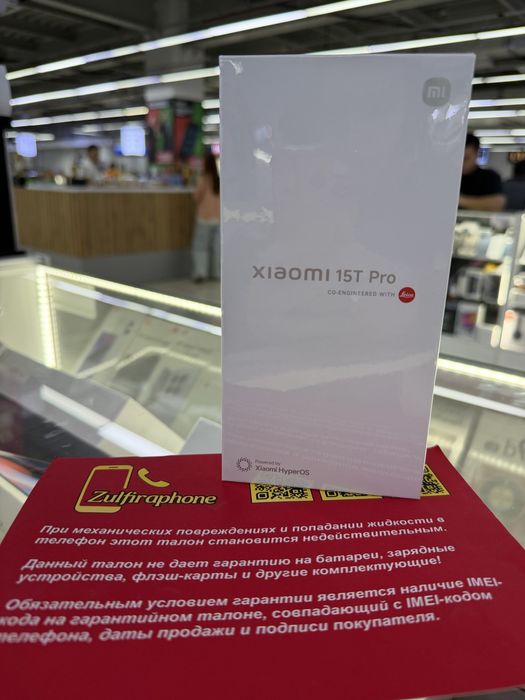 mi
xiaomi 15T Pro
CO-ENGINEERED WITH Leica
Powered by
Xiaomi HyperOS
Zulfiraphone
При механических повреждениях и попадании жидкости в
телефон этот талон становится недействительным.
Данный талон не дает гарантию на батареи, зарядные
устройства, флэш-карты и другие комплектующие!
Обязательным условием гарантии является наличие IMEI-
кода на гарантийном талоне, совпадающий с IMEI-кодом
телефона, даты продажи и подписи покупателя.